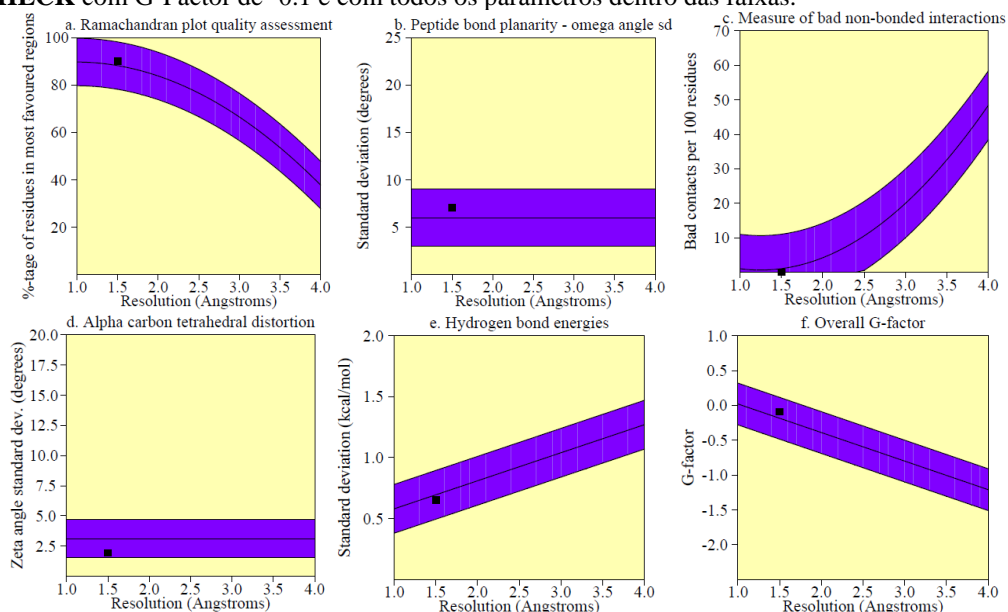 HECK com G-Factor de -0.1 e com todos os parâmetros dentro das faixas.
a. Ramachandran plot quality assessment
%-tage of residues in most favoured regions
100
80
60
40
20
1.0 1.5 2.0 2.5 3.0 3.5 4.0
Resolution (Angstroms)
b. Peptide bond planarity - omega angle sd
Standard deviation (degrees)
25
20
15
10
5
1.0 1.5 2.0 2.5 3.0 3.5 4.0
Resolution (Angstroms)
c. Measure of bad non-bonded interactions
Bad contacts per 100 residues
70
60
50
40
30
20
10
1.0 1.5 2.0 2.5 3.0 3.5 4.0
Resolution (Angstroms)
d. Alpha carbon tetrahedral distortion
Zeta angle standard dev. (degrees)
20.0
17.5
15.0
12.5
10.0
7.5
5.0
2.5
1.0 1.5 2.0 2.5 3.0 3.5 4.0
Resolution (Angstroms)
e. Hydrogen bond energies
Standard deviation (kcal/mol)
2.0
1.5
1.0
0.5
1.0 1.5 2.0 2.5 3.0 3.5 4.0
Resolution (Angstroms)
f. Overall G-factor
G-factor
1.0
0.5
0.0
-0.5
-1.0
-1.5
-2.0
1.0 1.5 2.0 2.5 3.0 3.5 4.0
Resolution (Angstroms)